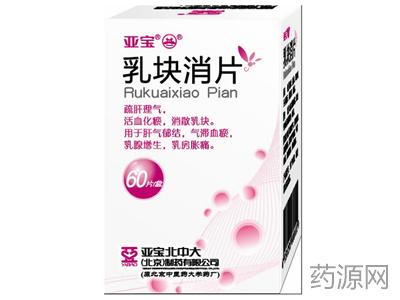 亚宝® ®
乳块消片
Rukuaixiao Pian
疏肝理气,
活血化瘀, 消散乳块。
用于肝气郁结, 气滞血瘀,
乳腺增生, 乳房胀痛。
60片/盒
亚宝北中大
(北京)制药有限公司
(原北京中医药大学药厂)
YABAO
药源网